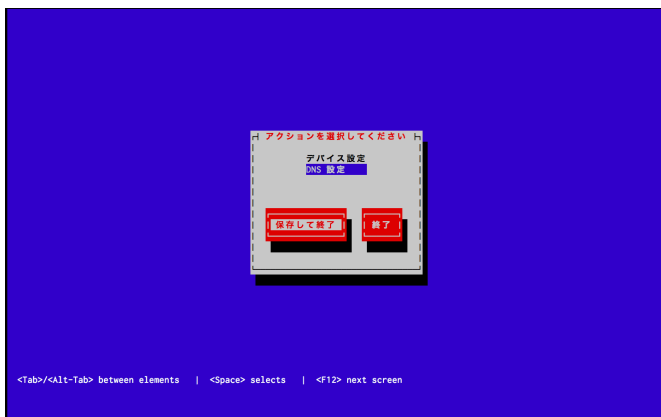 アクションを選択してください
デバイス設定
DNS 設定
保存して終了 終了
<Tab>/<Alt-Tab> between elements | <Space> selects | <F12> next screen